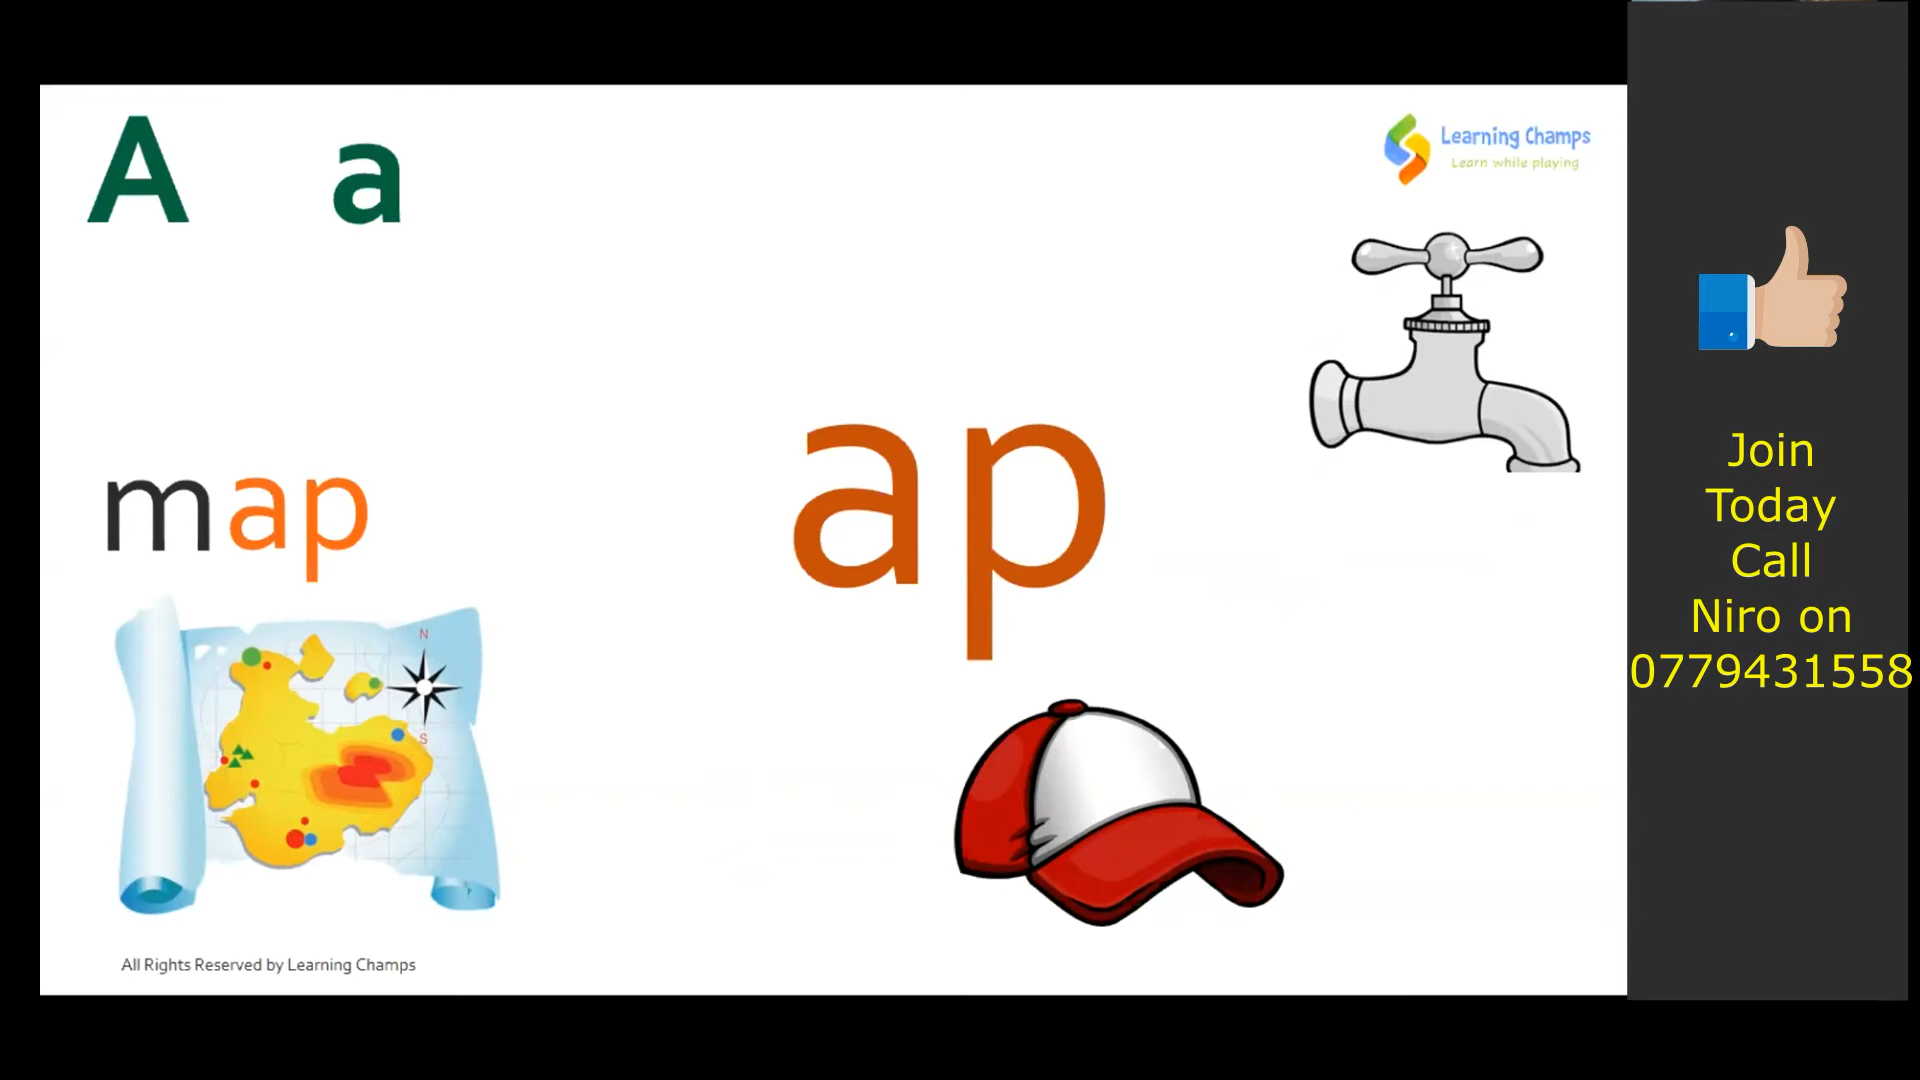 A a
Learning Champs
Learn while playing
map
ap
N
S
All Rights Reserved by Learning Champs
Join
Today
Call
Niro on
0779431558